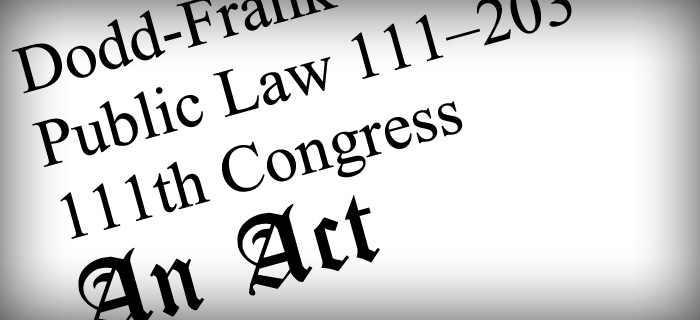 Dodd-Frank
Public Law 111–203
111th Congress
An Act